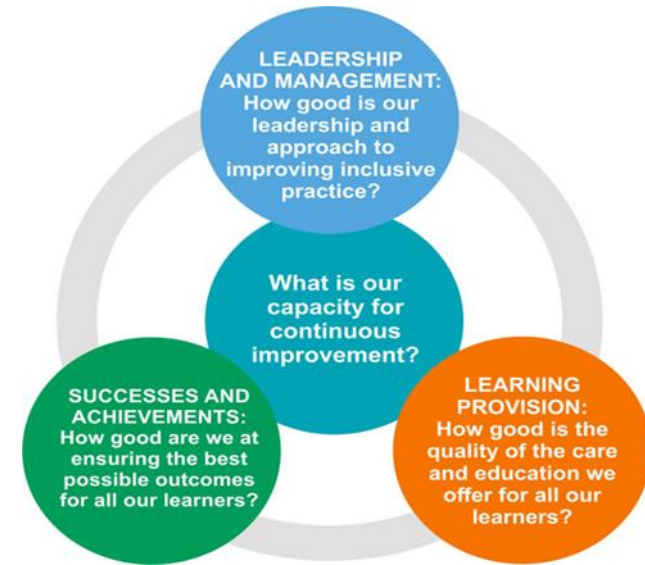 LEADERSHIP
AND MANAGEMENT:
How good is our
leadership and
approach to
improving inclusive
practice?
What is our
capacity for
continuous
improvement?
SUCCESSES AND
ACHIEVEMENTS:
How good are we at
ensuring the best
possible outcomes
for all our learners?
LEARNING
PROVISION:
How good is the
quality of the care
and education we
offer for all our
learners?